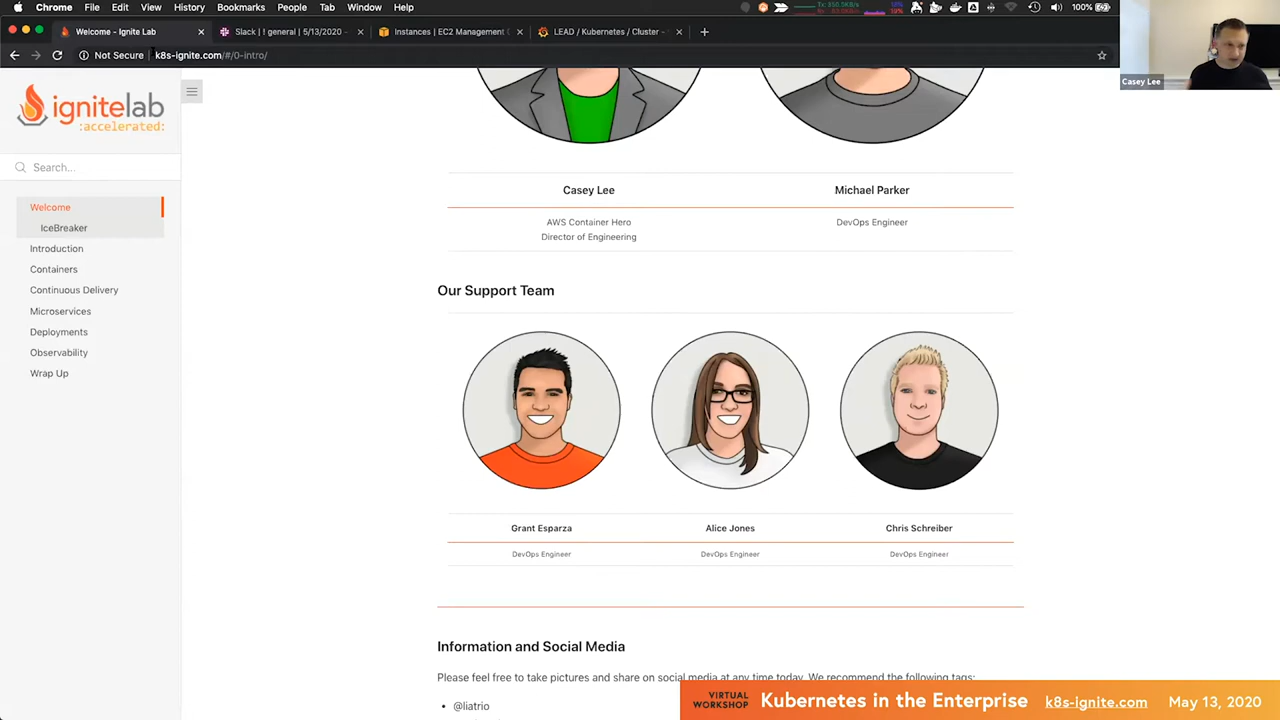 Chrome File Edit View History Bookmarks People Tab Window Help
100%
Welcome - Ignite Lab
Slack | ! general | 5/13/2020
Instances | EC2 Management C
LEAD / Kubernetes / Cluster -
Not Secure k8s-ignite.com/#/0-intro/
Casey Lee
ignitelab
:accelerated:
Search...
Welcome
IceBreaker
Introduction
Containers
Continuous Delivery
Microservices
Deployments
Observability
Wrap Up
Casey Lee Michael Parker
AWS Container Hero DevOps Engineer
Director of Engineering
Our Support Team
Grant Esparza Alice Jones Chris Schreiber
DevOps Engineer DevOps Engineer DevOps Engineer
Information and Social Media
Please feel free to take pictures and share on social media at any time today. We recommend the following tags:
@liatrio
VIRTUAL
WORKSHOP
Kubernetes in the Enterprise k8s-ignite.com May 13, 2020